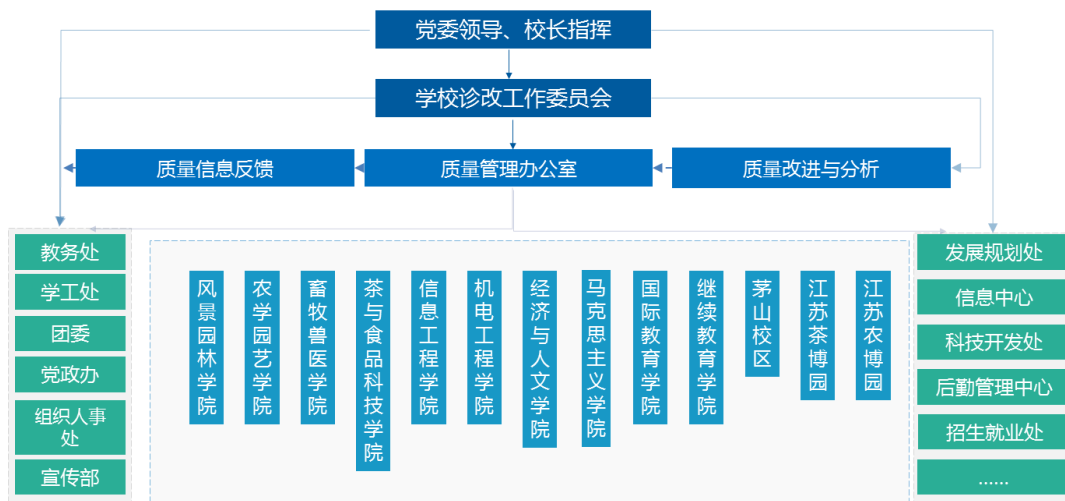 党委领导、校长指挥
学校诊改工作委员会
质量信息反馈
质量管理办公室
质量改进与分析
教务处
学工处
团委
党政办
组织人事
处
宣传部
风景园林学院
农学园艺学院
畜牧兽医学院
茶与食品科技学院
信息工程学院
机电工程学院
经济与人文学院
马克思主义学院
国际教育学院
继续教育学院
茅山校区
江苏茶博园
江苏农博园
发展规划处
信息中心
科技开发处
后勤管理中心
招生就业处
......